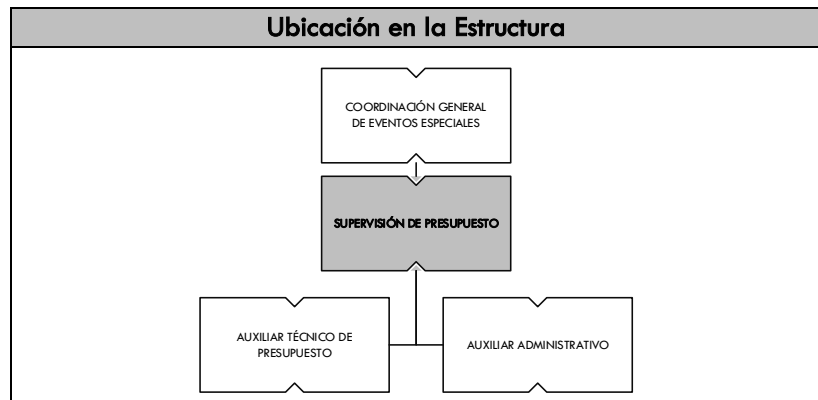 Ubicación en la Estructura
COORDINACIÓN GENERAL
DE EVENTOS ESPECIALES
SUPERVISIÓN DE PRESUPUESTO
AUXILIAR TÉCNICO DE
PRESUPUESTO
AUXILIAR ADMINISTRATIVO